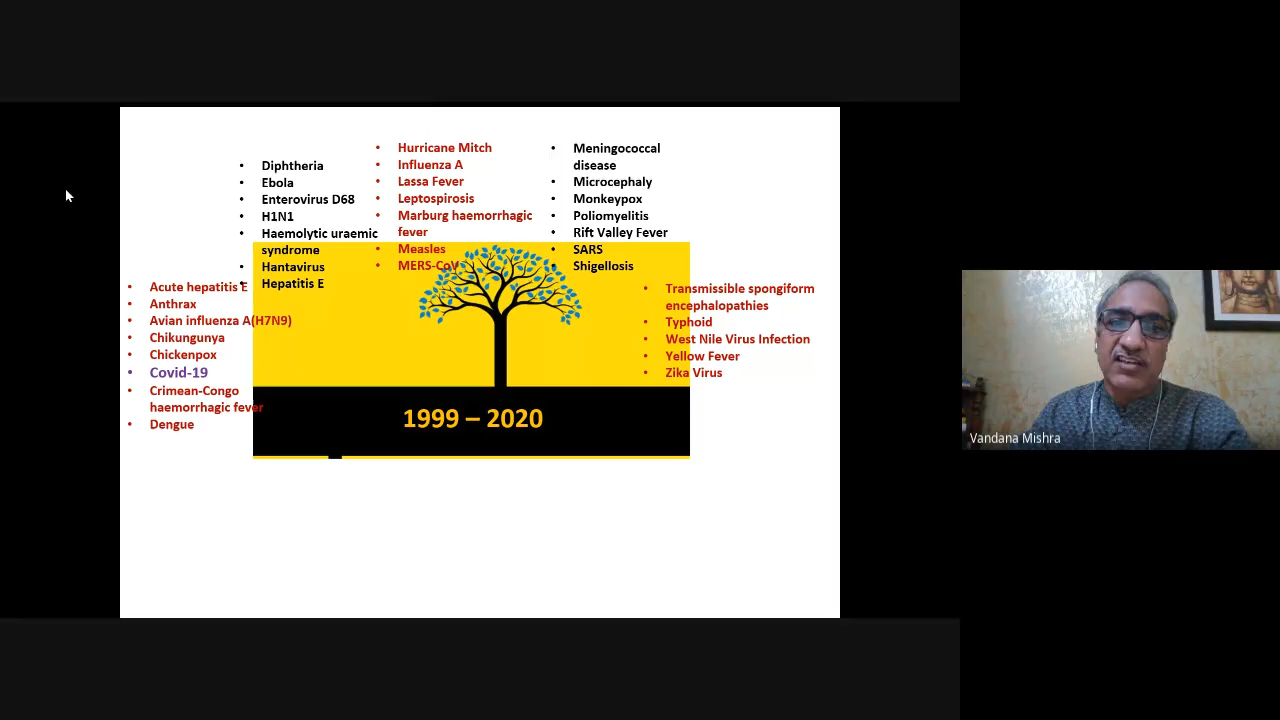 Acute hepatitis E
Anthrax
Avian influenza A(H7N9)
Chikungunya
Chickenpox
Covid-19
Crimean-Congo
haemorrhagic fever
Dengue
Diphtheria
Ebola
Enterovirus D68
H1N1
Haemolytic uraemic
syndrome
Hantavirus
Hepatitis E
Hurricane Mitch
Influenza A
Lassa Fever
Leptospirosis
Marburg haemorrhagic
fever
Measles
MERS-CoV
Meningococcal
disease
Microcephaly
Monkeypox
Poliomyelitis
Rift Valley Fever
SARS
Shigellosis
Transmissible spongiform
encephalopathies
Typhoid
West Nile Virus Infection
Yellow Fever
Zika Virus
1999 – 2020
Vandana Mishra